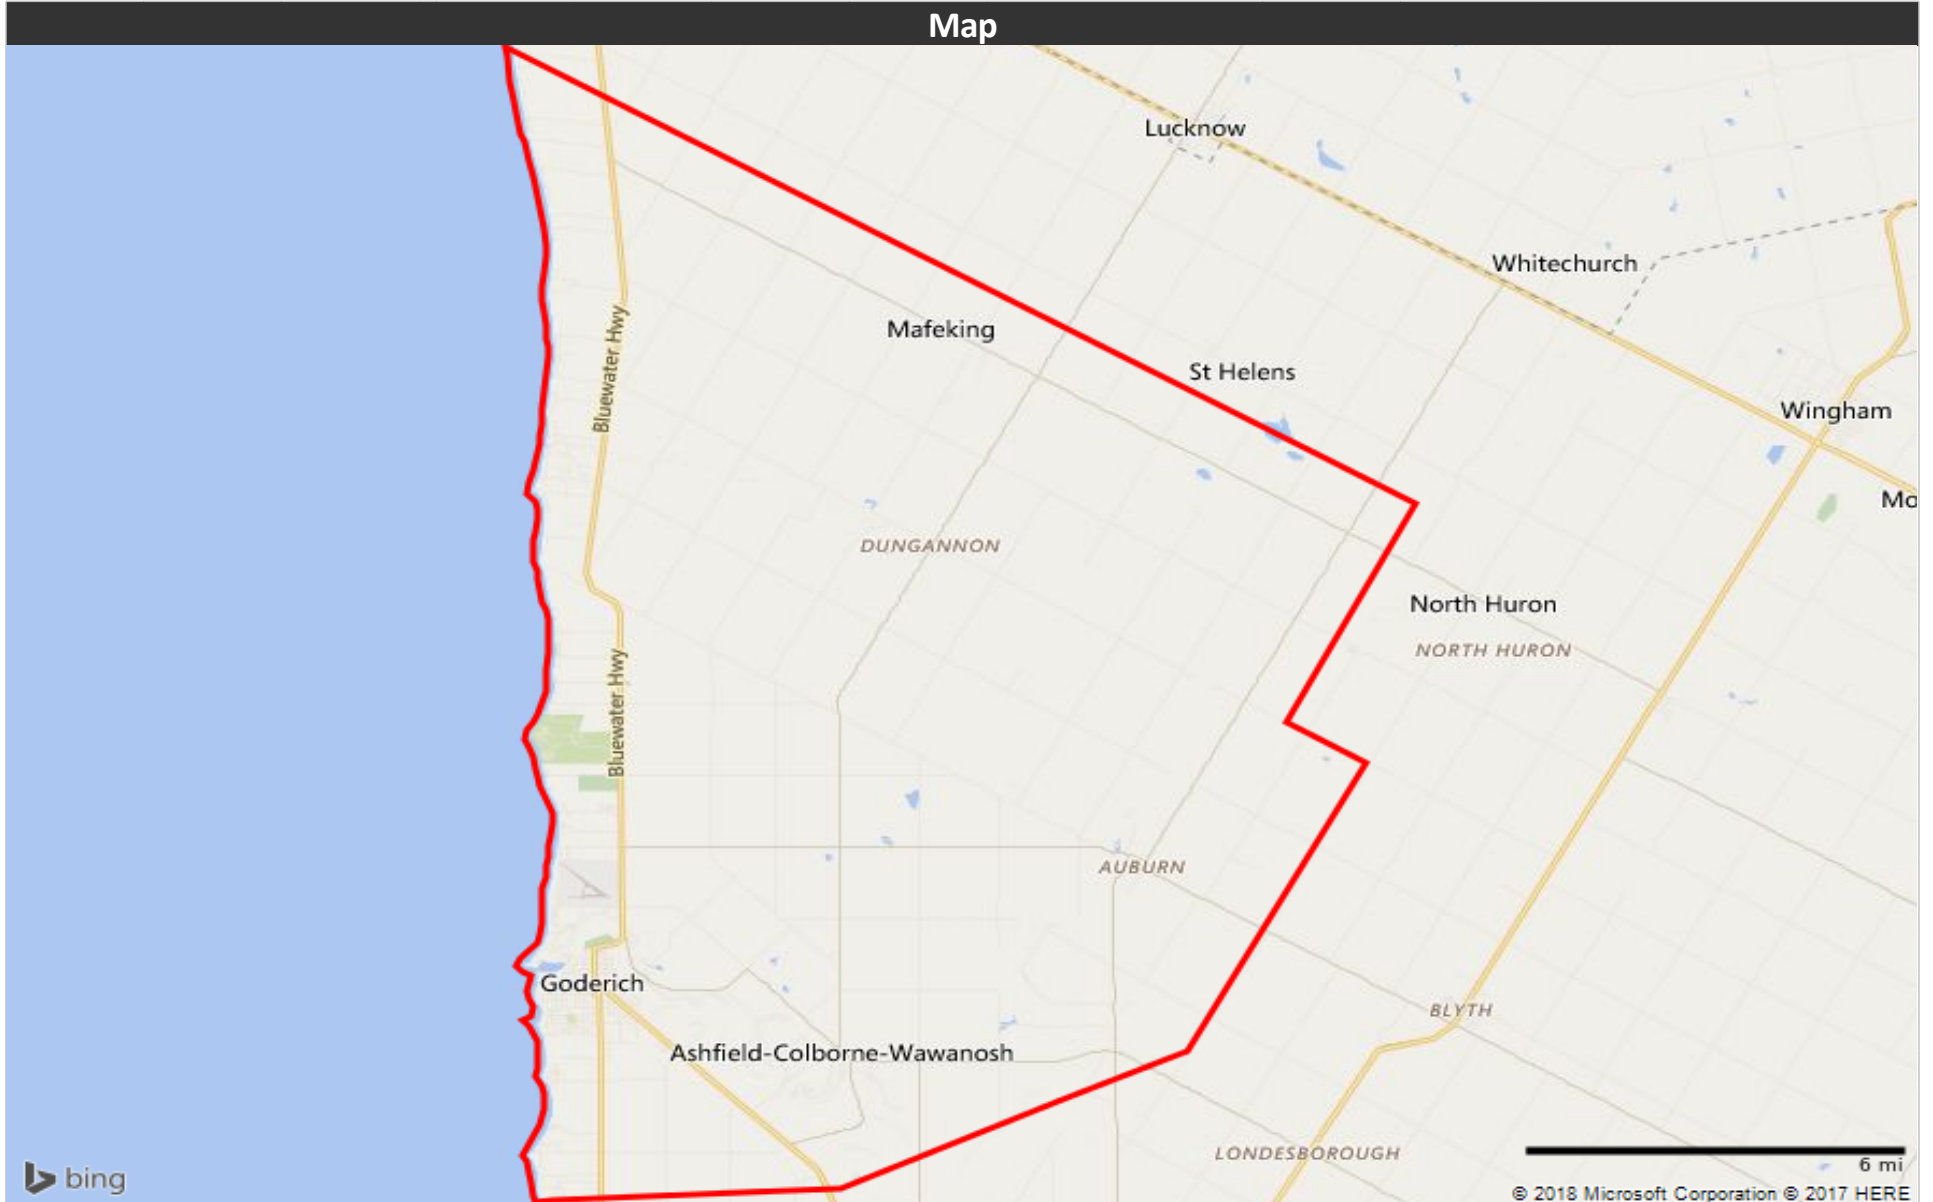 Map
Lucknow
Whitechurch
Bluewater Hwy
Mafeking
St Helens
Wingham
Mo
DUNGANNON
North Huron
NORTH HURON
Bluewater Hwy
AUBURN
Goderich
BLYTH
Ashfield-Colborne-Wawanosh
LONDESBOROUGH
6 mi
bing
© 2018 Microsoft Corporation © 2017 HERE